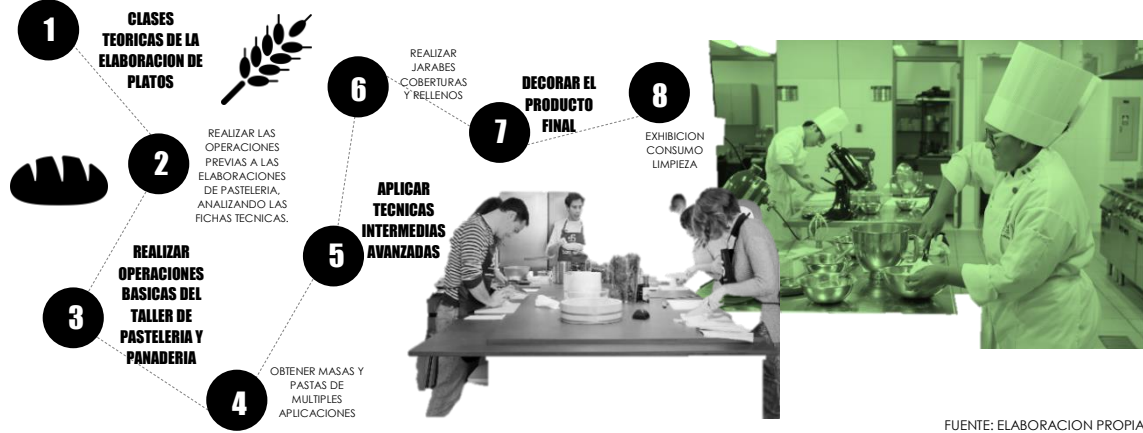 1
CLASES
TEORICAS DE LA
ELABORACION DE
PLATOS
2
REALIZAR LAS
OPERACIONES
PREVIAS A LAS
ELABORACIONES
DE PASTELERIA,
ANALIZANDO LAS
FICHAS TECNICAS.
3
REALIZAR
OPERACIONES
BASICAS DEL
TALLER DE
PASTELERIA Y
PANADERIA
4
OBTENER MASAS Y
PASTAS DE
MULTIPLES
APLICACIONES
5
APLICAR
TECNICAS
INTERMEDIAS
AVANZADAS
6
REALIZAR
JARABES
COBERTURAS
Y RELLENOS
7
DECORAR EL
PRODUCTO
FINAL
8
EXHIBICION
CONSUMO
LIMPIEZA
FUENTE: ELABORACION PROPIA